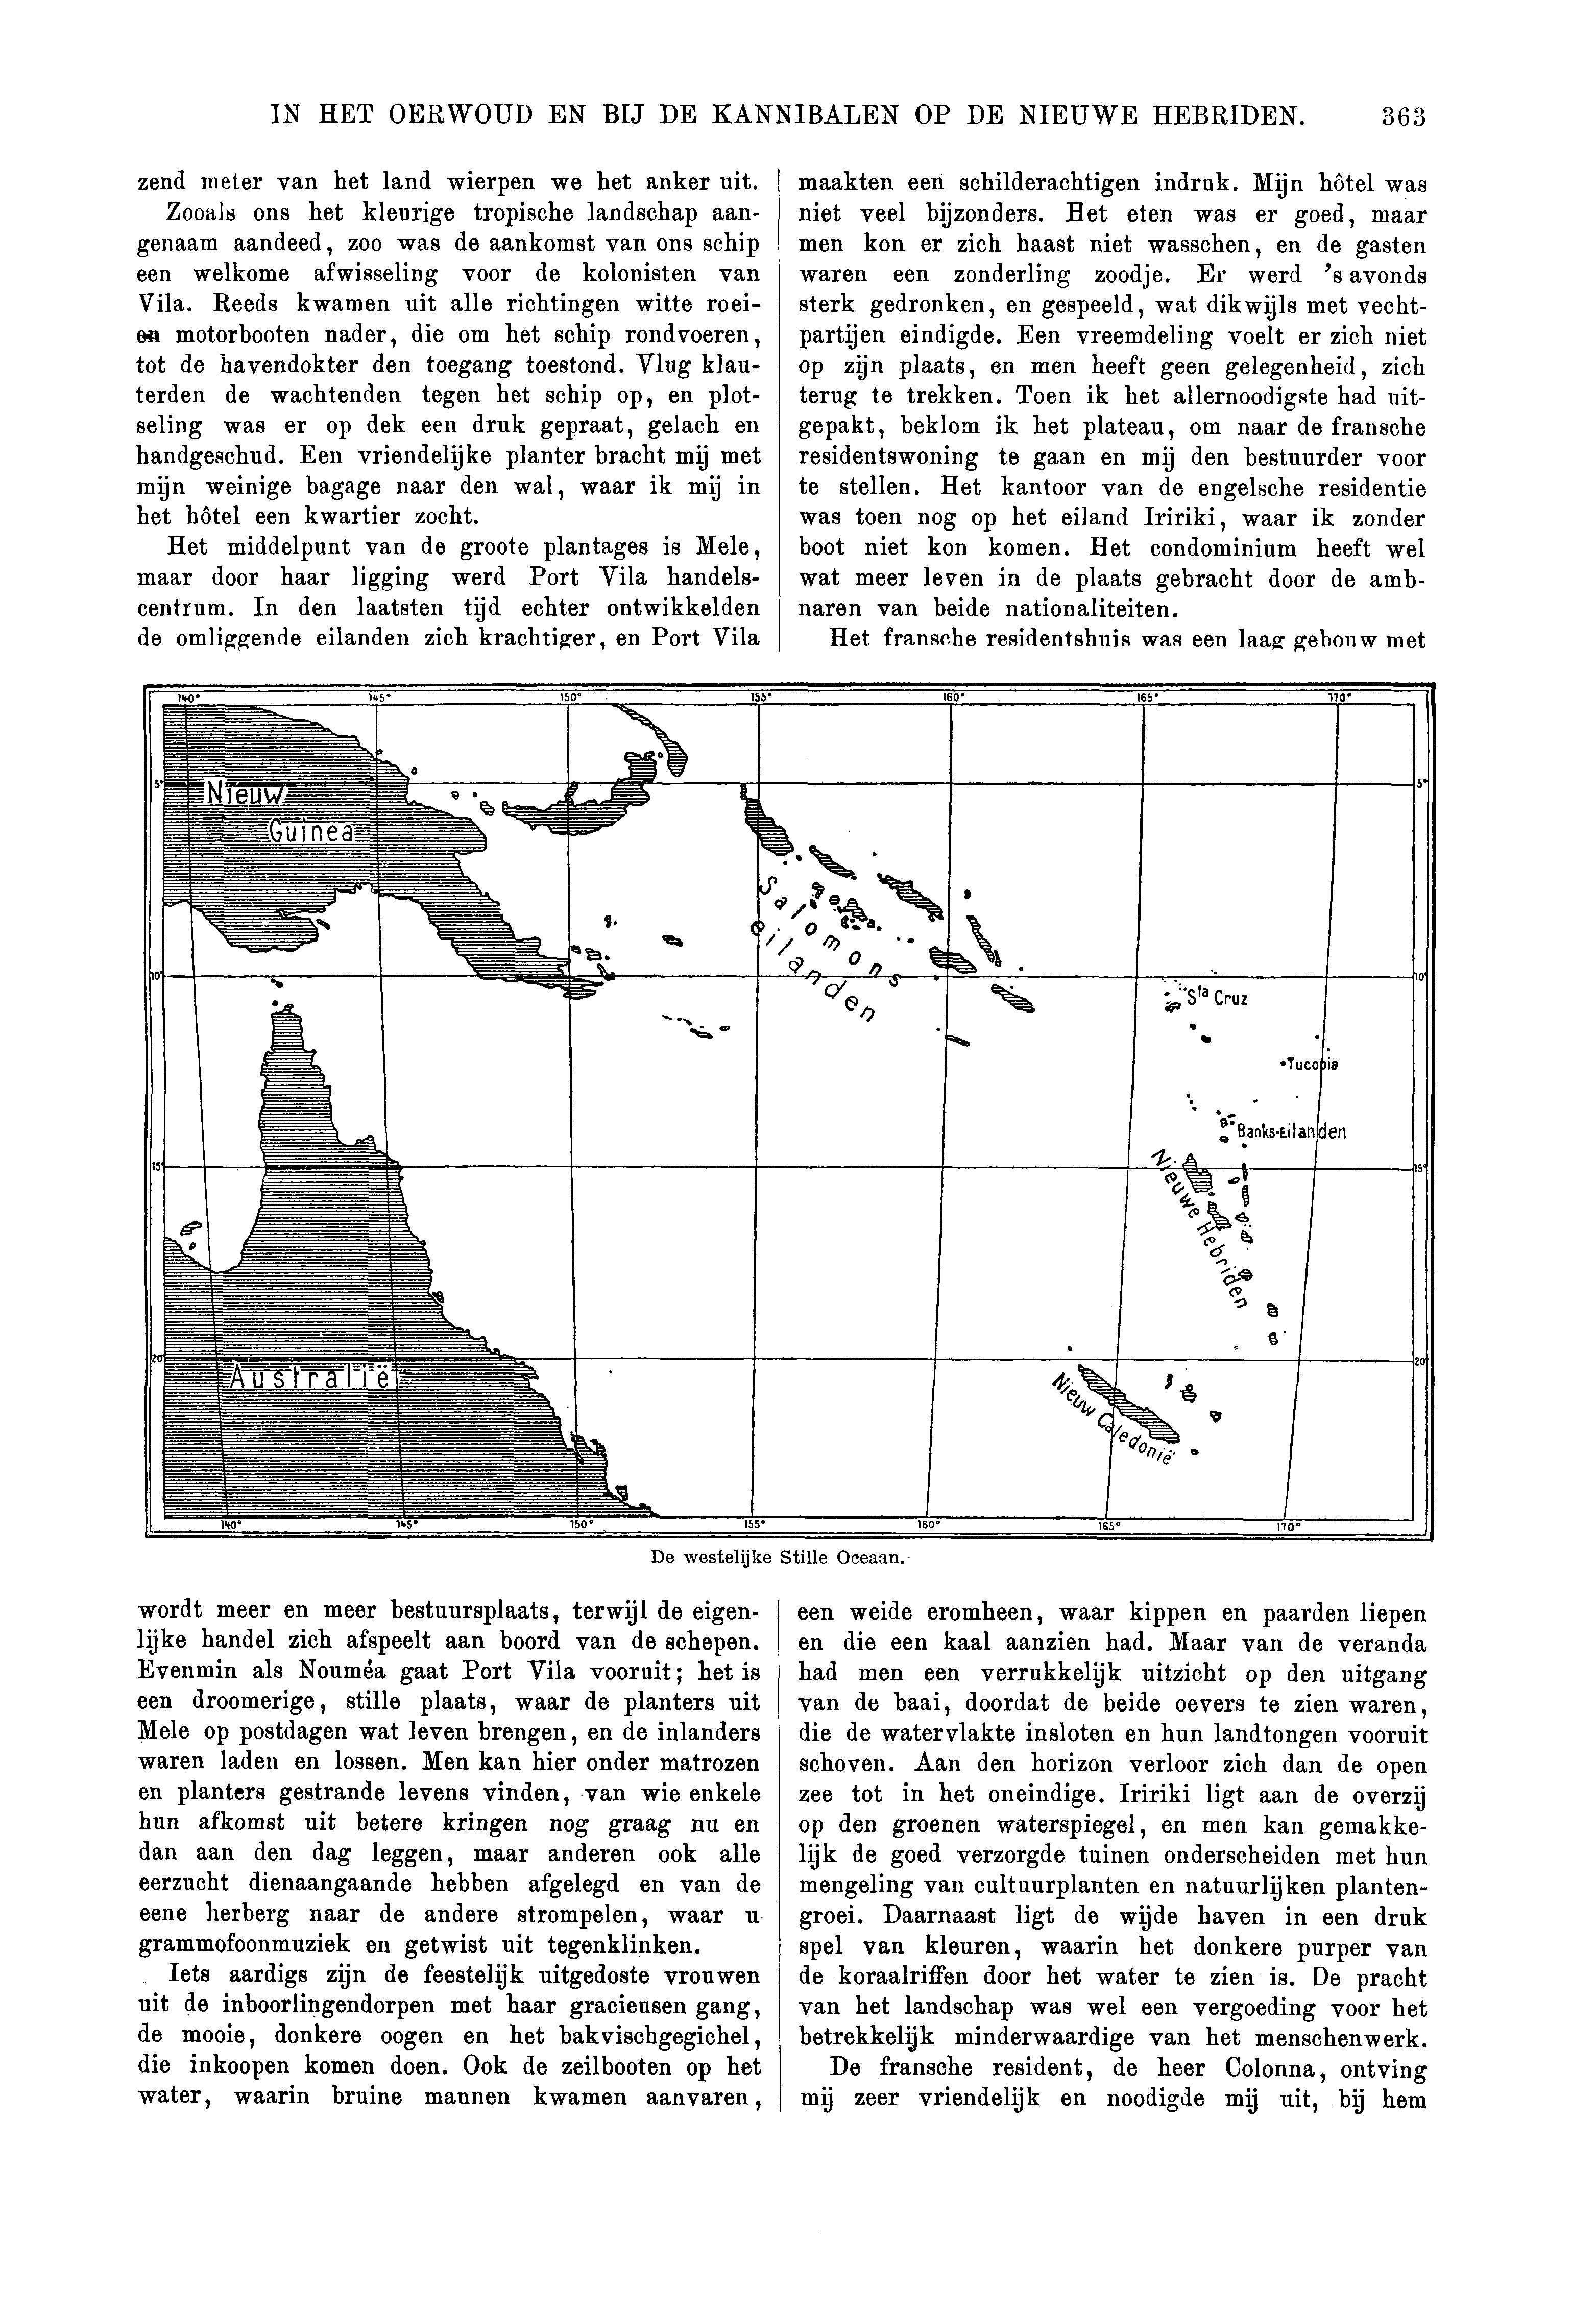 IN HET OERWOUD EN BIJ DE KANNIBALEN OP DE NIEUWE HEBRIDEN. 363
zend meter van het land wierpen we het anker uit.
Zooals ons het kleurige tropische landschap aan-
genaam aandeed, zoo was de aankomst van ons schip
een welkome afwisseling voor de kolonisten van
Vila. Reeds kwamen uit alle richtingen witte roei-
en motorbooten nader, die om het schip rondvoeren,
tot de havendokter den toegang toestond. Vlug klau-
terden de wachtenden tegen het schip op, en plot-
seling was er op dek een druk gepraat, gelach en
handgeschud. Een vriendelijke planter bracht mij met
mijn weinige bagage naar den wal, waar ik mij in
het hôtel een kwartier zocht.
Het middelpunt van de groote plantages is Mele,
maar door haar ligging werd Port Vila handels-
centrum. In den laatsten tijd echter ontwikkelden
de omliggende eilanden zich krachtiger, en Port Vila
maakten een schilderachtigen indruk. Mijn hôtel was
niet veel bijzonders. Het eten was er goed, maar
men kon er zich haast niet wasschen, en de gasten
waren een zonderling zoodje. Er werd 's avonds
sterk gedronken, en gespeeld, wat dikwijls met vecht-
partijen eindigde. Een vreemdeling voelt er zich niet
op zijn plaats, en men heeft geen gelegenheid, zich
terug te trekken. Toen ik het allernoodigste had uit-
gepakt, beklom ik het plateau, om naar de fransche
residentswoning te gaan en mij den bestuurder voor
te stellen. Het kantoor van de engelsche residentie
was toen nog op het eiland Iririki, waar ik zonder
boot niet kon komen. Het condominium heeft wel
wat meer leven in de plaats gebracht door de amb-
naren van beide nationaliteiten.
Het fransche residentshuis was een laag gebouw met
140° 145° 150° 155° 160° 165° 170°
5° 5°
Nieuw
Guinea
Salomons
eilanden
10° 10°
Sta Cruz
Tucopia
Banks-Eilanden
15° 15°
Nieuwe Hebriden
20° 20°
Australië
Nieuw Caledonië
140° 145° 150° 155° 160° 165° 170°
De westelijke Stille Oceaan.
wordt meer en meer bestuursplaats, terwijl de eigen-
lijke handel zich afspeelt aan boord van de schepen.
Evenmin als Nouméa gaat Port Vila vooruit; het is
een droomerige, stille plaats, waar de planters uit
Mele op postdagen wat leven brengen, en de inlanders
waren laden en lossen. Men kan hier onder matrozen
en planters gestrande levens vinden, van wie enkele
hun afkomst uit betere kringen nog graag nu en
dan aan den dag leggen, maar anderen ook alle
eerzucht dienaangaande hebben afgelegd en van de
eene herberg naar de andere strompelen, waar u
grammofoonmuziek en getwist uit tegenklinken.
Iets aardigs zijn de feestelijk uitgedoste vrouwen
uit de inboorlingendorpen met haar gracieusen gang,
de mooie, donkere oogen en het bakvischgegichel,
die inkoopen komen doen. Ook de zeilbooten op het
water, waarin bruine mannen kwamen aanvaren,
een weide eromheen, waar kippen en paarden liepen
en die een kaal aanzien had. Maar van de veranda
had men een verrukkelijk uitzicht op den uitgang
van de baai, doordat de beide oevers te zien waren,
die de watervlakte insloten en hun landtongen vooruit
schoven. Aan den horizon verloor zich dan de open
zee tot in het oneindige. Iririki ligt aan de overzij
op den groenen waterspiegel, en men kan gemakke-
lijk de goed verzorgde tuinen onderscheiden met hun
mengeling van cultuurplanten en natuurlijken planten-
groei. Daarnaast ligt de wijde haven in een druk
spel van kleuren, waarin het donkere purper van
de koraalriffen door het water te zien is. De pracht
van het landschap was wel een vergoeding voor het
betrekkelijk minderwaardige van het menschenwerk.
De fransche resident, de heer Colonna, ontving
mij zeer vriendelijk en noodigde mij uit, bij hem